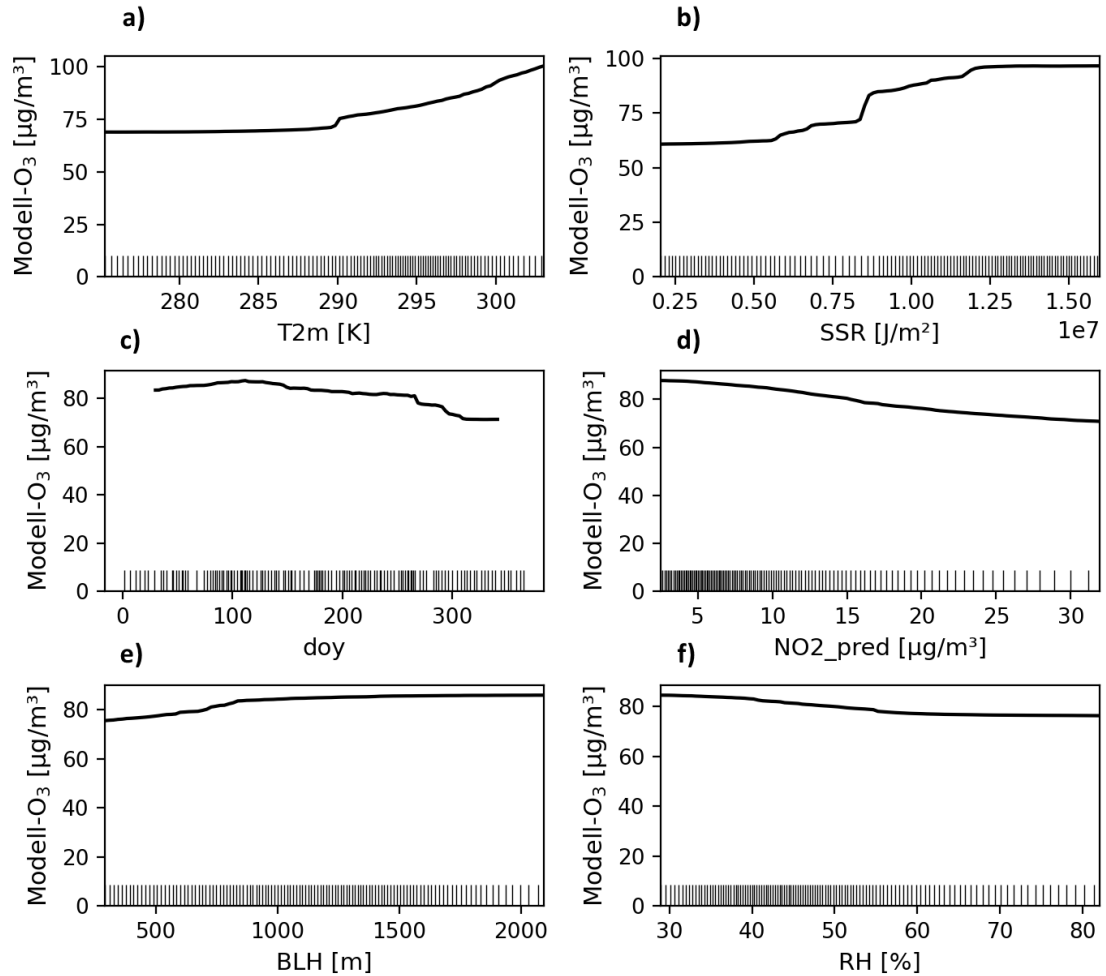 a)
Modell-O₃ [µg/m³]
100
75
50
25
0
280 285 290 295 300
T2m [K]
b)
Modell-O₃ [µg/m³]
100
75
50
25
0
0.25 0.50 0.75 1.00 1.25 1.50
1e7
SSR [J/m²]
c)
Modell-O₃ [µg/m³]
80
60
40
20
0
0 100 200 300
doy
d)
Modell-O₃ [µg/m³]
80
60
40
20
0
5 10 15 20 25 30
NO2_pred [µg/m³]
e)
Modell-O₃ [µg/m³]
80
60
40
20
0
500 1000 1500 2000
BLH [m]
f)
Modell-O₃ [µg/m³]
80
60
40
20
0
30 40 50 60 70 80
RH [%]